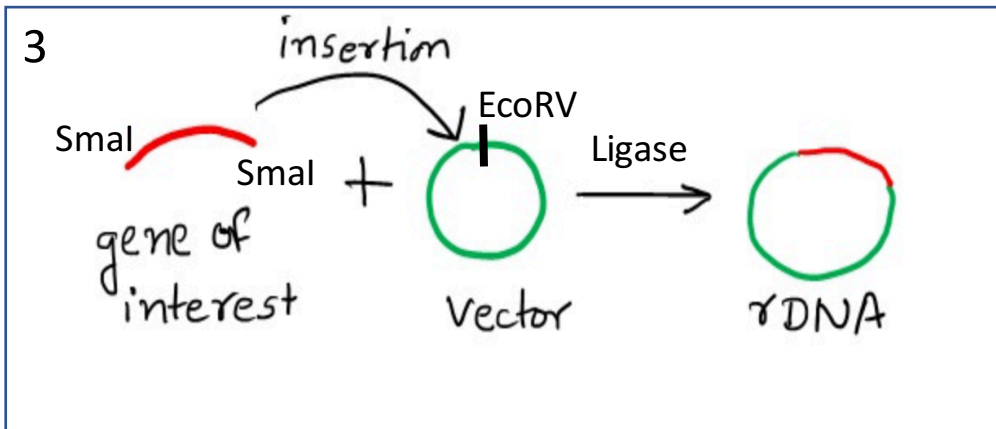 3
insertion
EcoRV
SmaI
SmaI
+
Ligase
gene of
interest
vector
rDNA